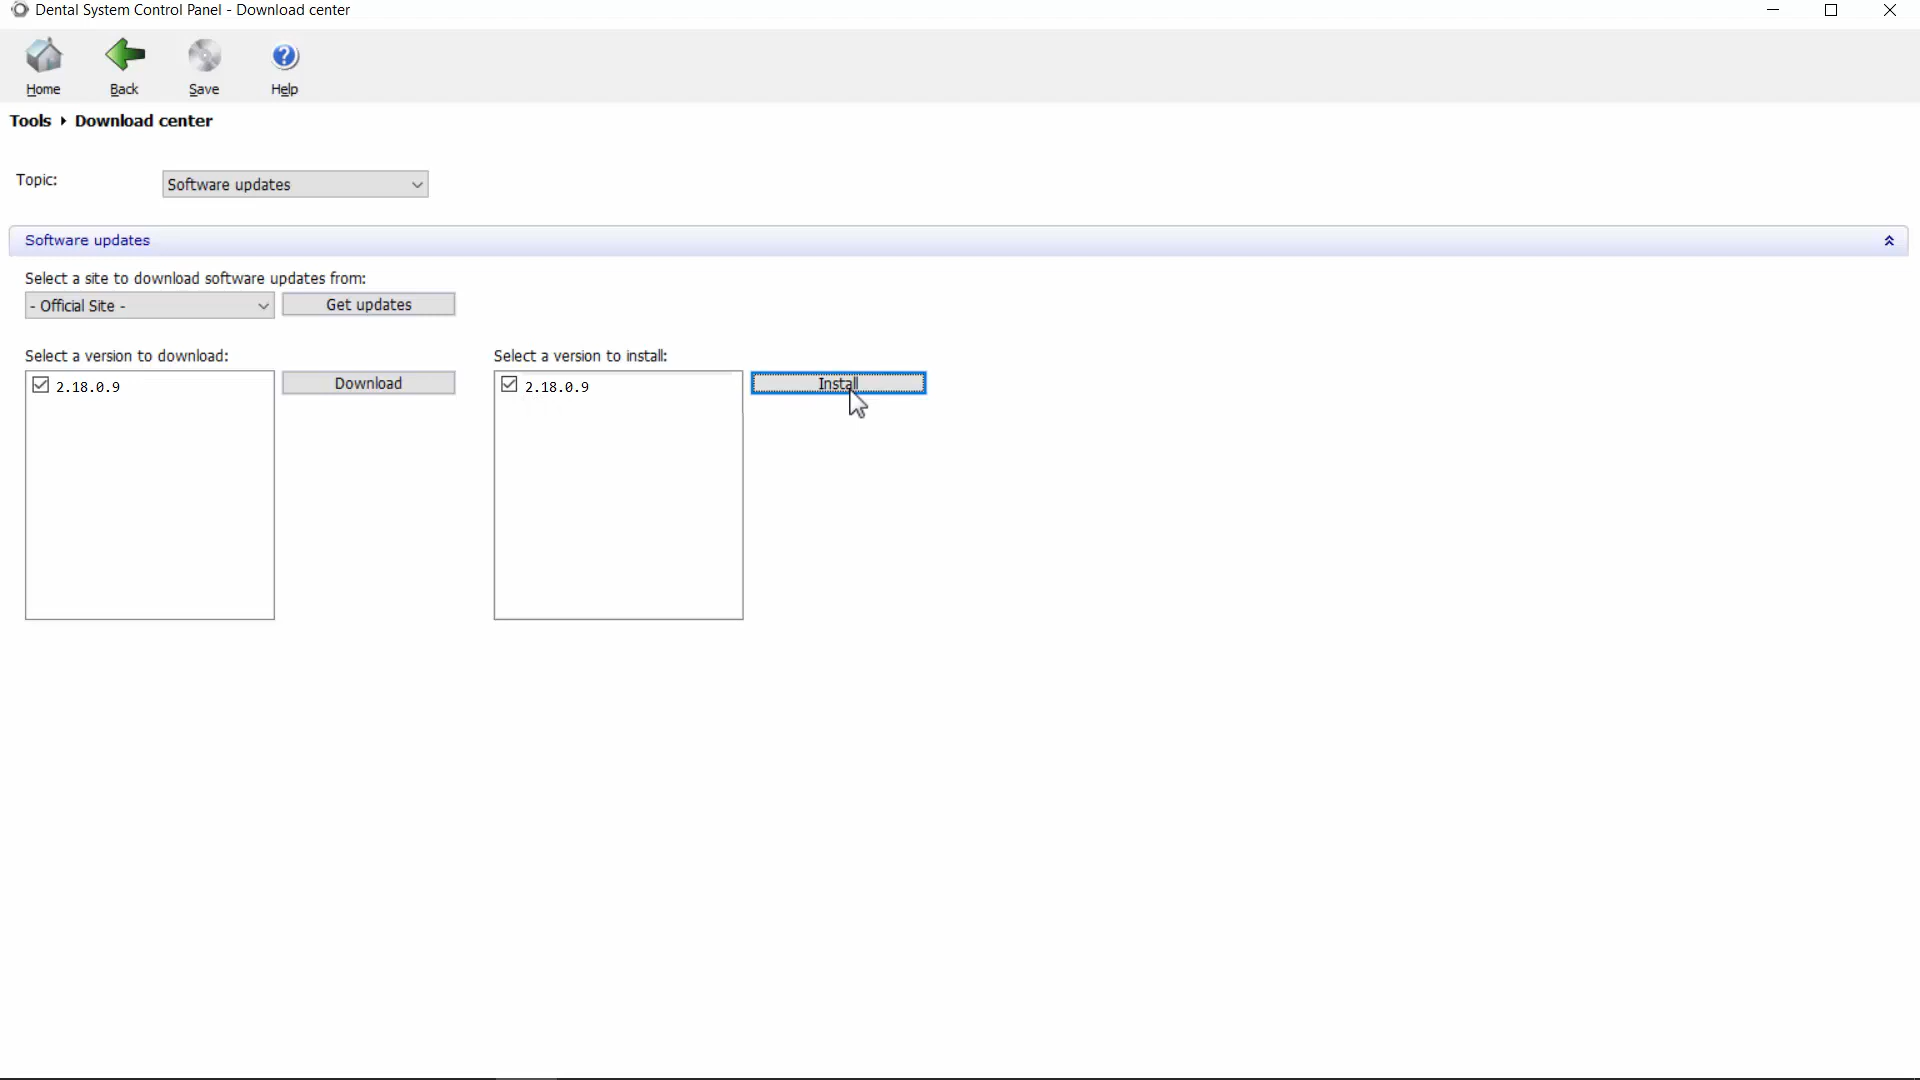 Dental System Control Panel - Download center
Home Back Save Help
Tools Download center
Topic: Software updates
Software updates
Select a site to download software updates from:
- Official Site - Get updates
Select a version to download: Select a version to install:
2.18.0.9 Download 2.18.0.9 Install